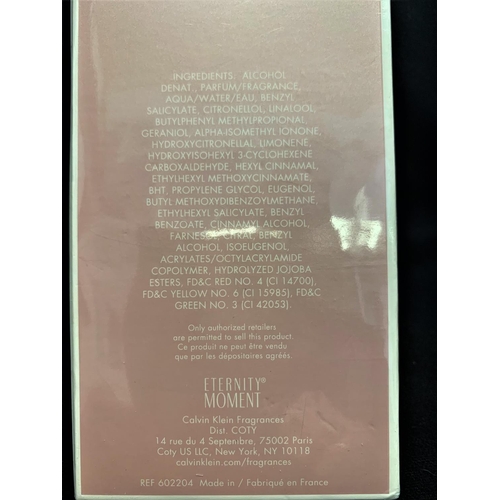 INGREDIENTS: ALCOHOL
DENAT., PARFUM/FRAGRANCE,
AQUA/WATER/EAU, BENZYL
SALICYLATE, CITRONELLOL, LINALOOL,
BUTYLPHENYL METHYLPROPIONAL,
GERANIOL, ALPHA-ISOMETHYL IONONE,
HYDROXYCITRONELLAL, LIMONENE,
HYDROXYISOHEXYL 3-CYCLOHEXENE
CARBOXALDEHYDE, HEXYL CINNAMAL,
ETHYLHEXYL METHOXYCINNAMATE,
BHT, PROPYLENE GLYCOL, EUGENOL,
BUTYL METHOXYDIBENZOYLMETHANE,
ETHYLHEXYL SALICYLATE, BENZYL
BENZOATE, CINNAMYL ALCOHOL,
FARNESOL, CITRAL, BENZYL
ALCOHOL, ISOEUGENOL,
ACRYLATES/OCTYLACRYLAMIDE
COPOLYMER, HYDROLYZED JOJOBA
ESTERS, FD&C RED NO. 4 (CI 14700),
FD&C YELLOW NO. 6 (CI 15985), FD&C
GREEN NO. 3 (CI 42053).
Only authorized retailers
are permitted to sell this product.
Ce produit ne peut être vendu
que par les dépositaires agréés.
ETERNITY®
MOMENT
Calvin Klein Fragrances
Dist. COTY
14 rue du 4 Septembre, 75002 Paris
Coty US LLC, New York, NY 10118
calvinklein.com/fragrances
REF 602204 Made in / Fabriqué en France